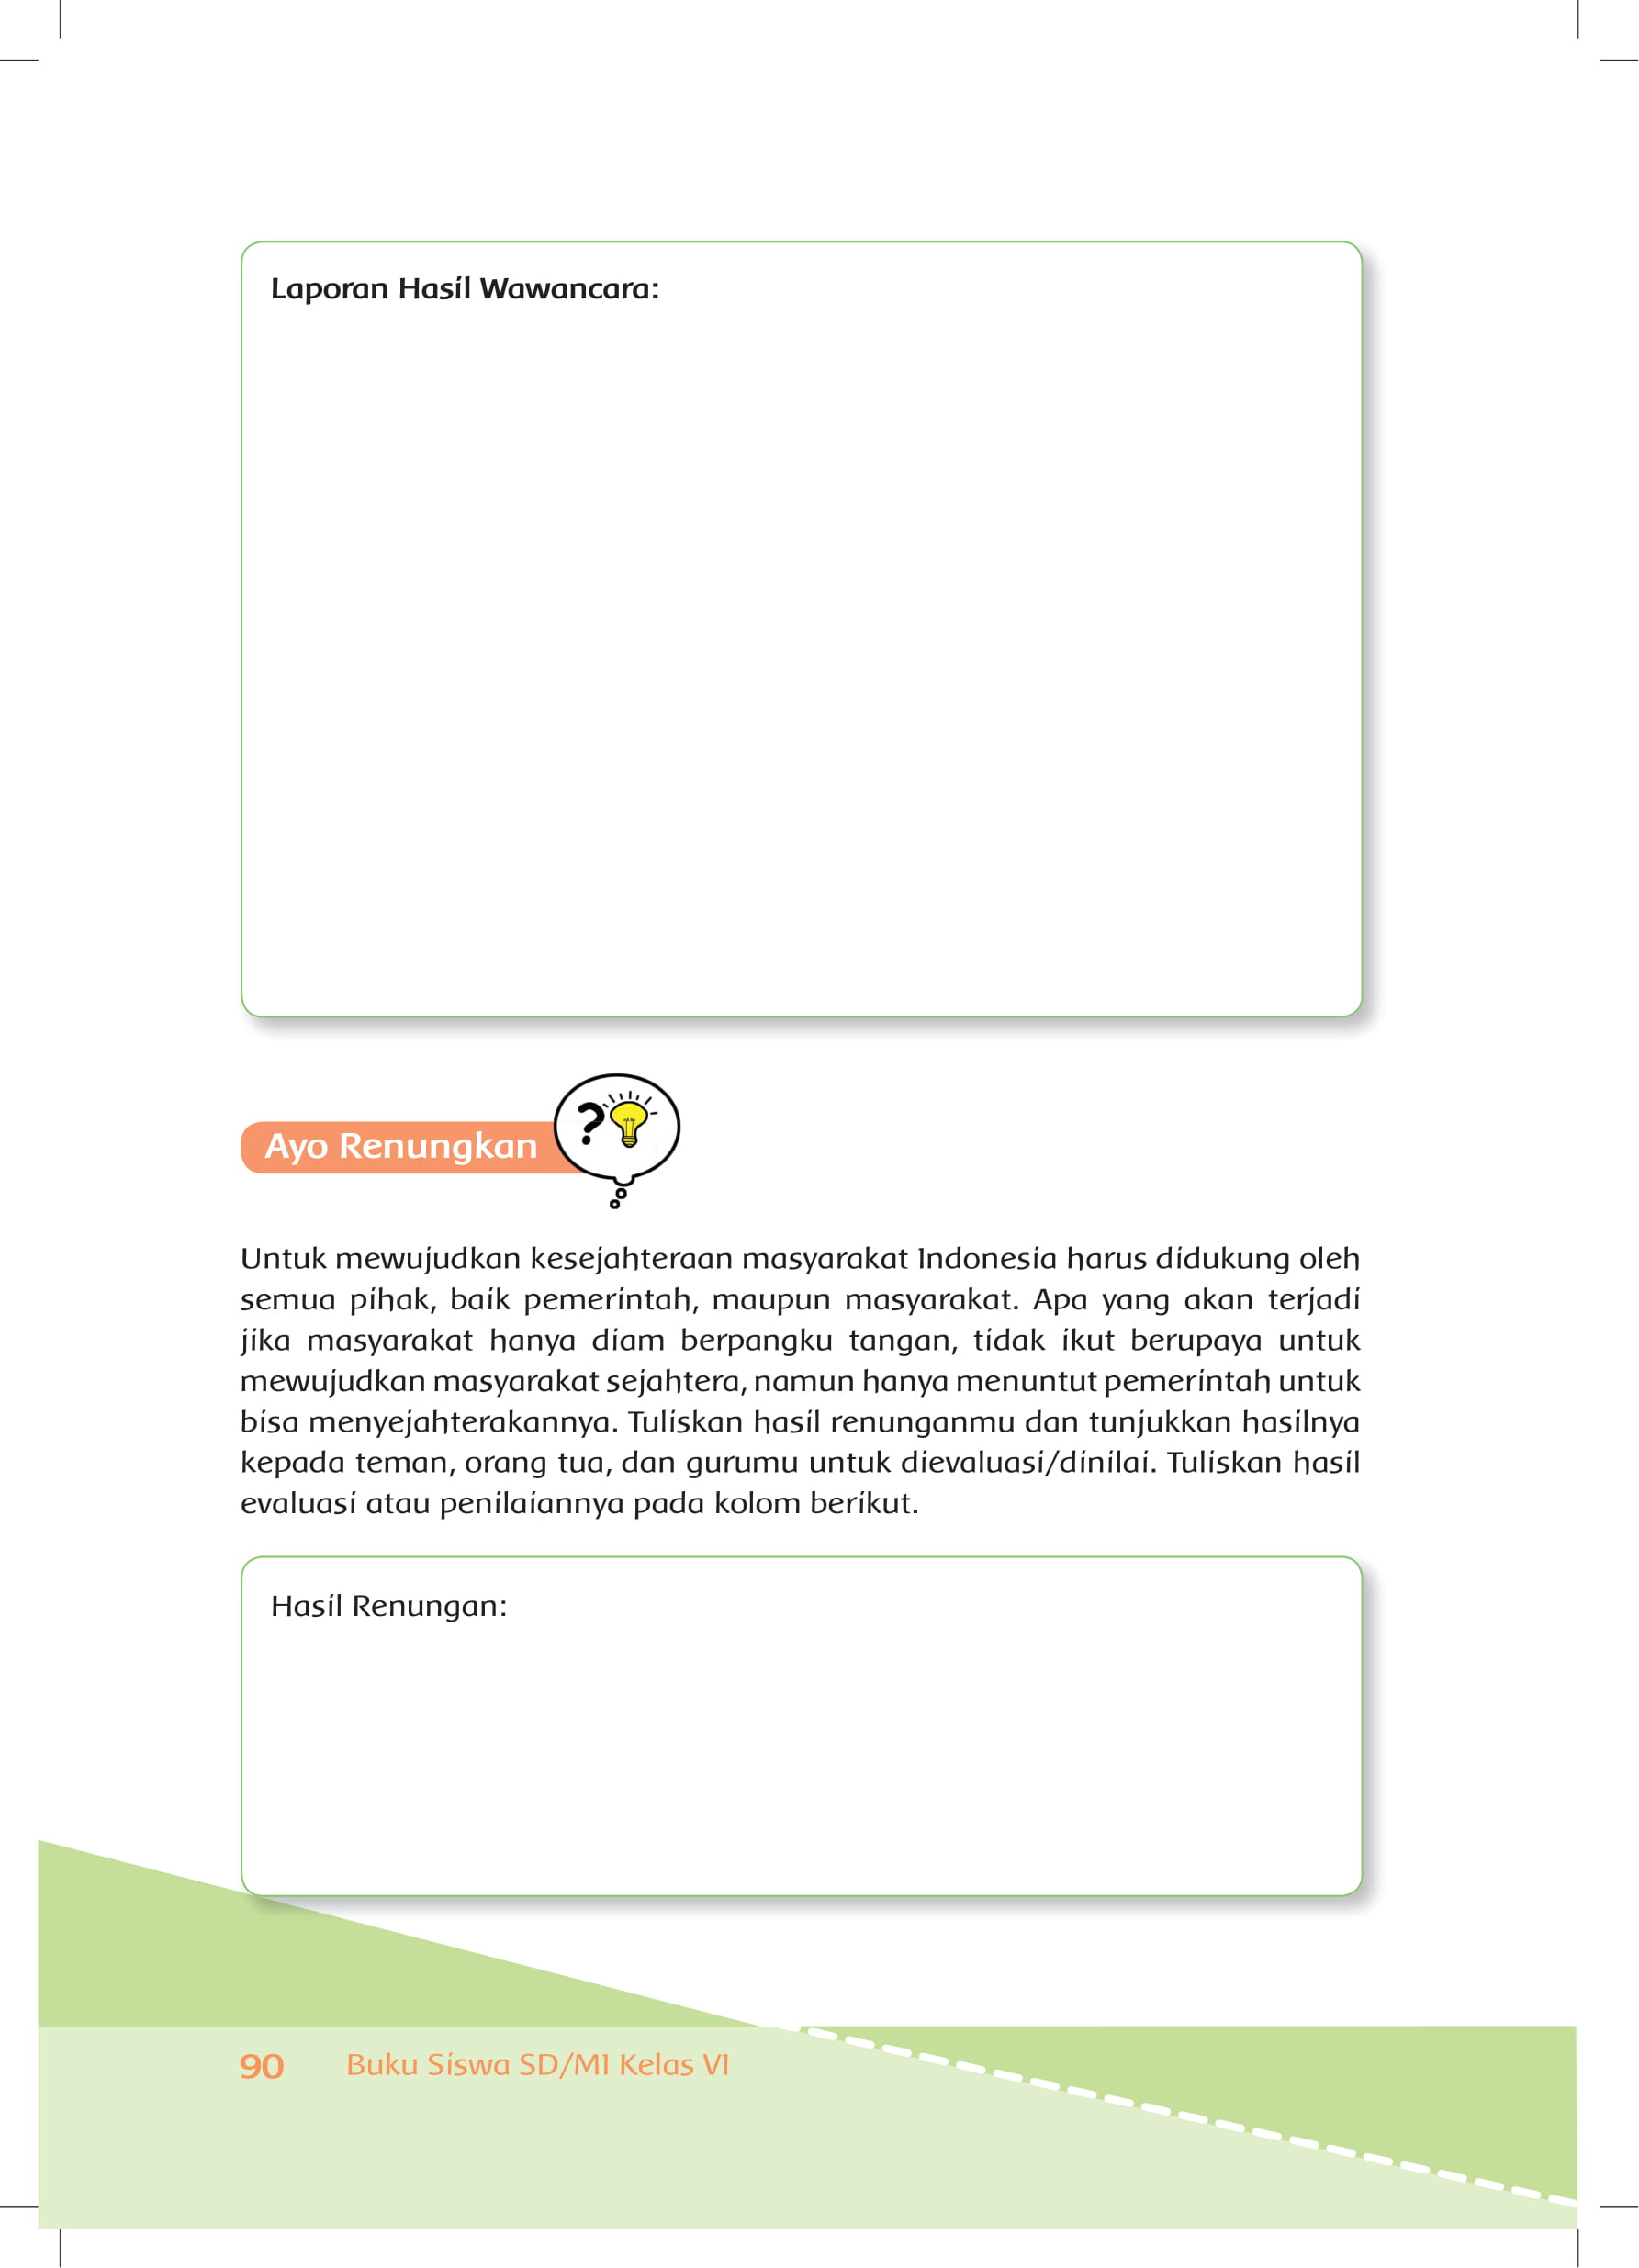 Laporan Hasil Wawancara:
?
Ayo Renungkan
Untuk mewujudkan kesejahteraan masyarakat Indonesia harus didukung oleh
semua pihak, baik pemerintah, maupun masyarakat. Apa yang akan terjadi
jika masyarakat hanya diam berpangku tangan, tidak ikut berupaya untuk
mewujudkan masyarakat sejahtera, namun hanya menuntut pemerintah untuk
bisa menyejahterakannya. Tuliskan hasil renunganmu dan tunjukkan hasilnya
kepada teman, orang tua, dan gurumu untuk dievaluasi/dinilai. Tuliskan hasil
evaluasi atau penilaiannya pada kolom berikut.
Hasil Renungan:
90 Buku Siswa SD/MI Kelas VI